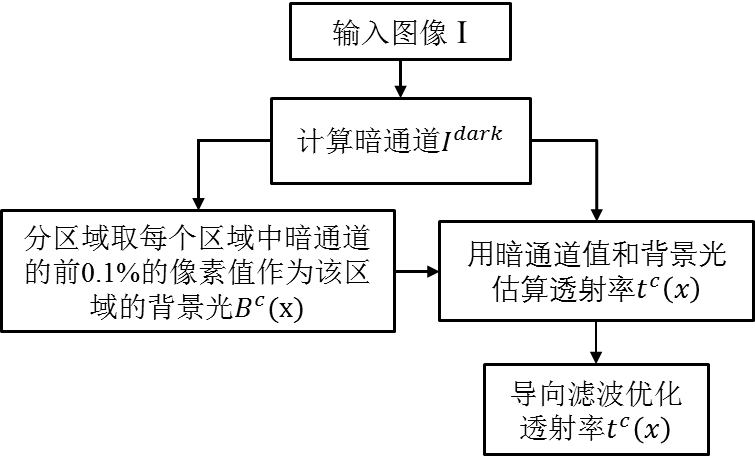 输入图像 I
计算暗通道I^dark
分区域取每个区域中暗通道
的前0.1%的像素值作为该区
域的背景光B^c(x)
用暗通道值和背景光
估算透射率t^c(x)
导向滤波优化
透射率t^c(x)